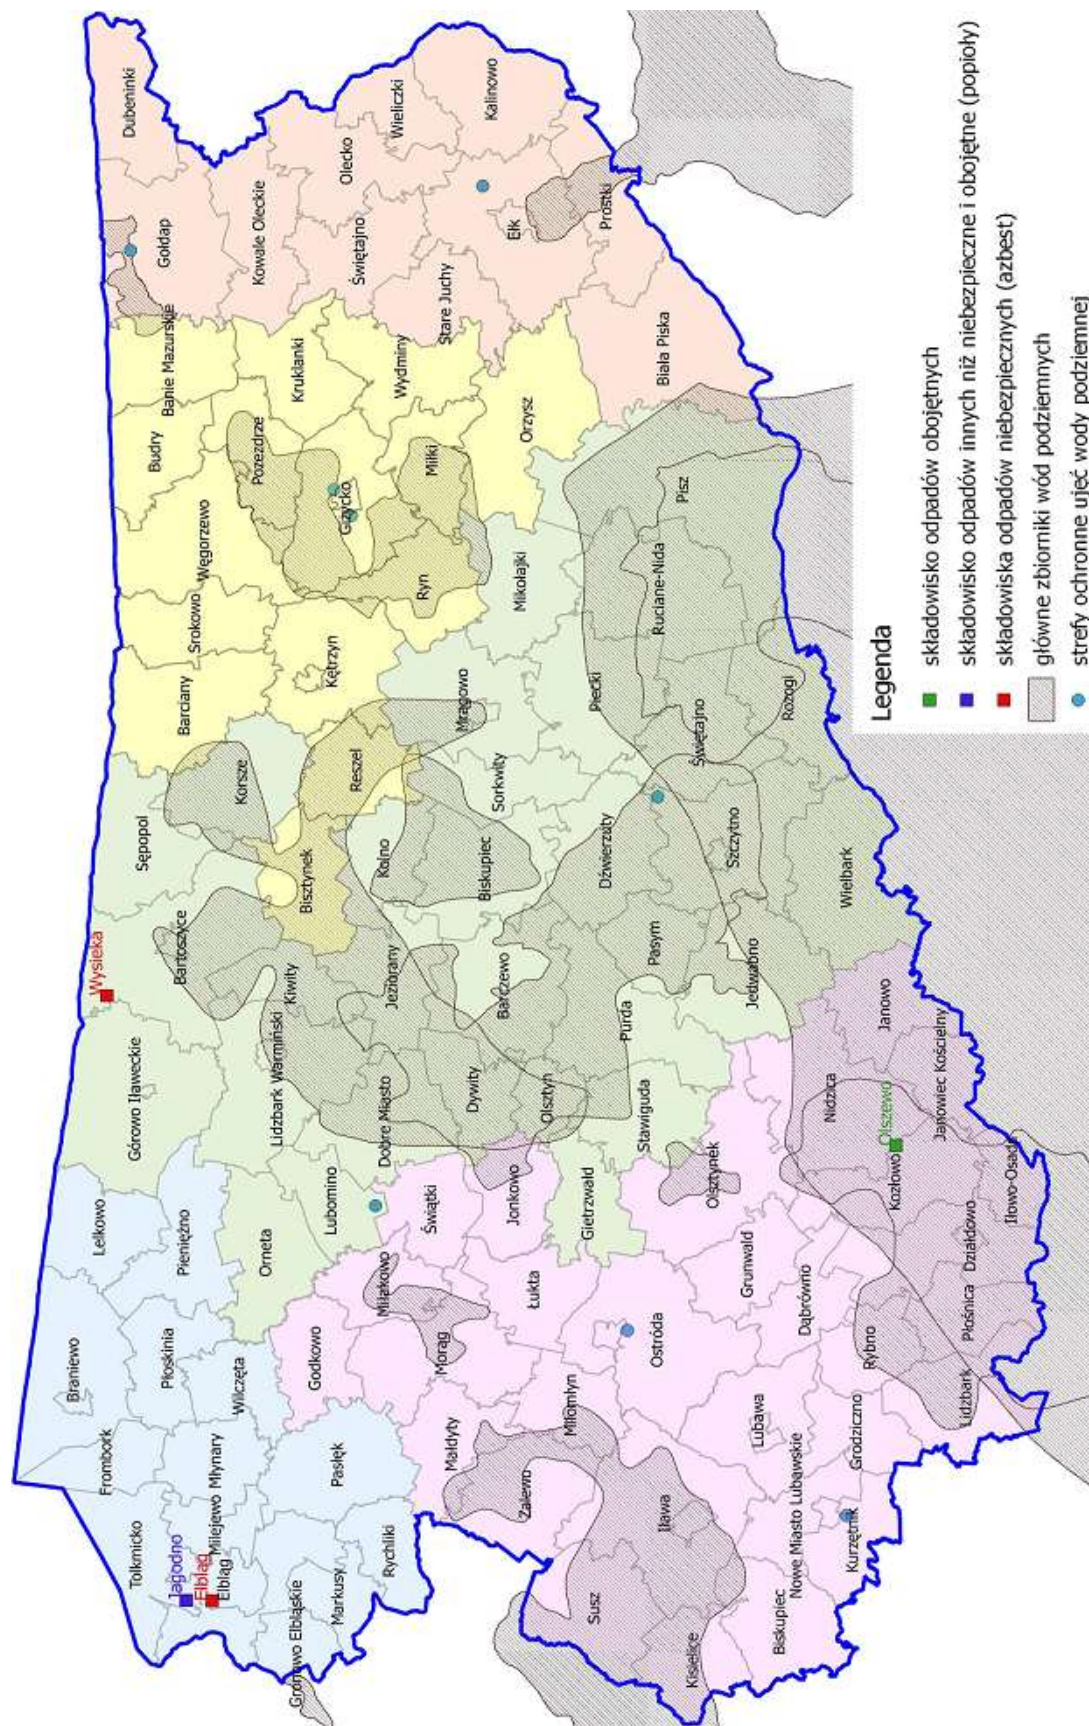 Dubeninki
Gołdap
Kowale Oleckie
Olecko
Wieliczki
Kalinowo
Świętajno
Ełk
Prostki
Stare Juchy
Biała Piska
Banie Mazurskie
Budry
Kruklanki
Wydminy
Pozezdrze
Orzysz
Miłki
Giżycko
Węgorzewo
Ryn
Srokowo
Kętrzyn
Barciany
Mikołajki
Pisz
Ruciane-Nida
Piecki
Mrągowo
Rozogi
Świętajno
Korsze
Reszel
Sorkwity
Sępopol
Bisztynek
Kolno
Biskupiec
Dźwierzuty
Szczytno
Wielbark
Wysieka
Bartoszyce
Kiwity
Jeziorany
Barczewo
Pasym
Jedwabno
Purda
Górowo Iławeckie
Lidzbark Warmiński
Dobre Miasto
Dywity
Olsztyn
Stawiguda
Nidzica
Janowo
Janowiec Kościelny
Olszewo
Kozłowo
Iłowo-Osada
Lelkowo
Pieniężno
Orneta
Lubomino
Świątki
Jonkowo
Gietrzwałd
Olsztynek
Działdowo
Płośnica
Braniewo
Płoskinia
Wilczęta
Godkowo
Miłakowo
Morąg
Łukta
Ostróda
Grunwald
Dąbrówno
Rybno
Lidzbark
Frombork
Młynary
Milejewo
Pasłęk
Małdyty
Miłomłyn
Zalewo
Lubawa
Iława
Nowe Miasto Lubawskie
Grodziczno
Kurzętnik
Tolkmicko
Jagodno
Elbląg
Elbląg
Gronowo Elbląskie
Markusy
Rychliki
Susz
Kisielice
Biskupiec
Legenda
składowisko odpadów obojętnych
składowisko odpadów innych niż niebezpieczne i obojętne (popioły)
składowiska odpadów niebezpiecznych (azbest)
główne zbiorniki wód podziemnych
strefy ochronne ujęć wody podziemnej